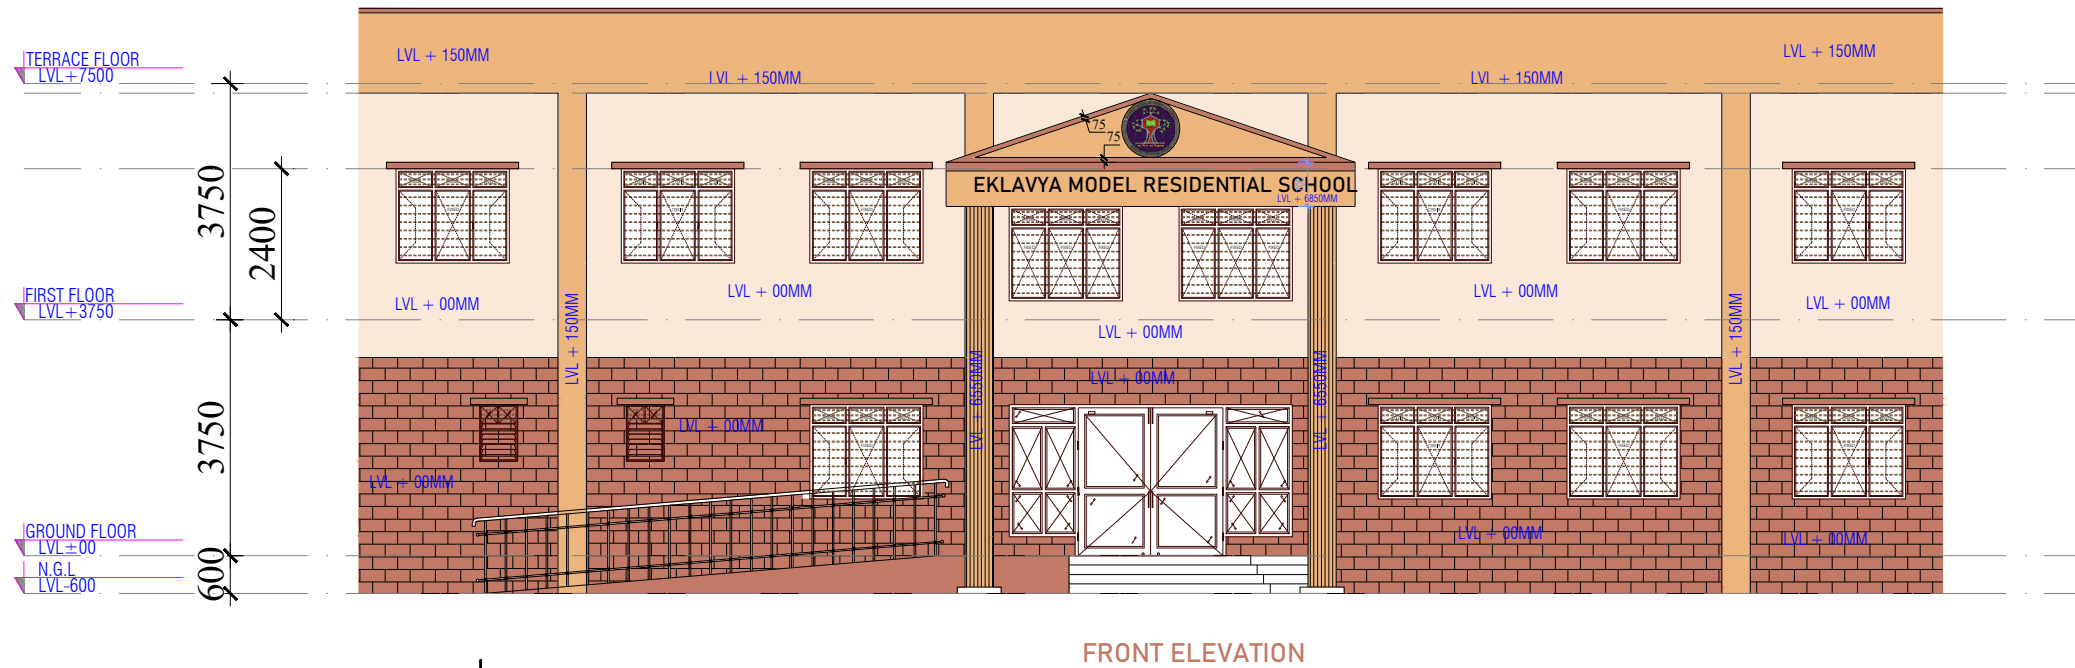 TERRACE FLOOR
LVL+7500
LVL + 150MM
LVL + 150MM
LVL + 150MM
LVL + 150MM
75
75
3750
2400
EKLAVYA MODEL RESIDENTIAL SCHOOL
LVL + 6850MM
FIRST FLOOR
LVL+3750
LVL + 00MM
LVL + 00MM
LVL + 00MM
LVL + 00MM
LVL + 00MM
LVL + 150MM
LVL + 6550MM
LVL + 6550MM
LVL + 150MM
LVL + 00MM
3750
LVL + 00MM
LVL + 00MM
LVL + 00MM
LVL + 00MM
GROUND FLOOR
LVL±00
600
N.G.L
LVL-600
FRONT ELEVATION